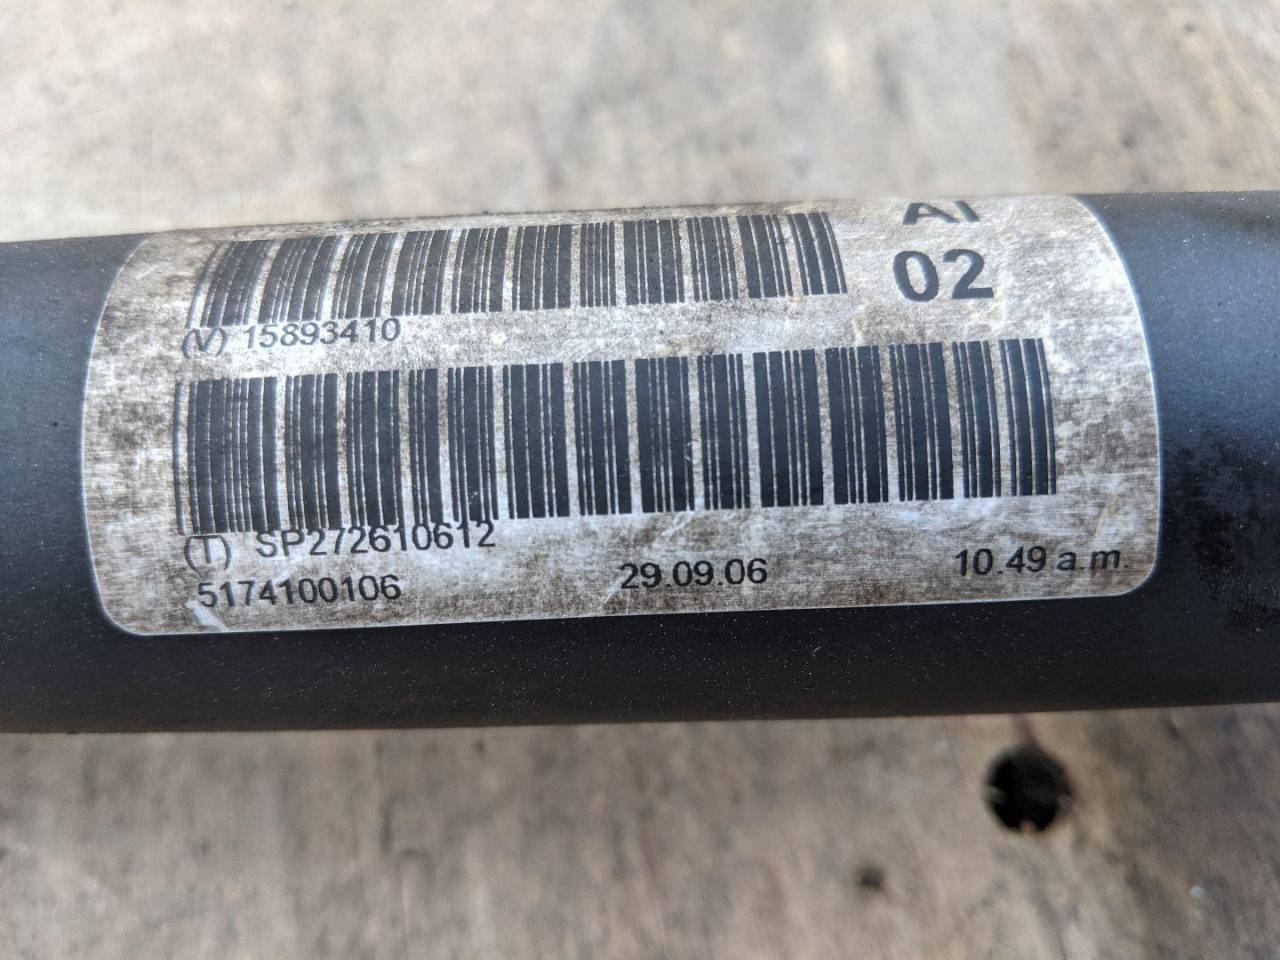 AI
02
(V) 15893410
(T) SP272610612
5174100106 29.09.06 10.49 a.m.